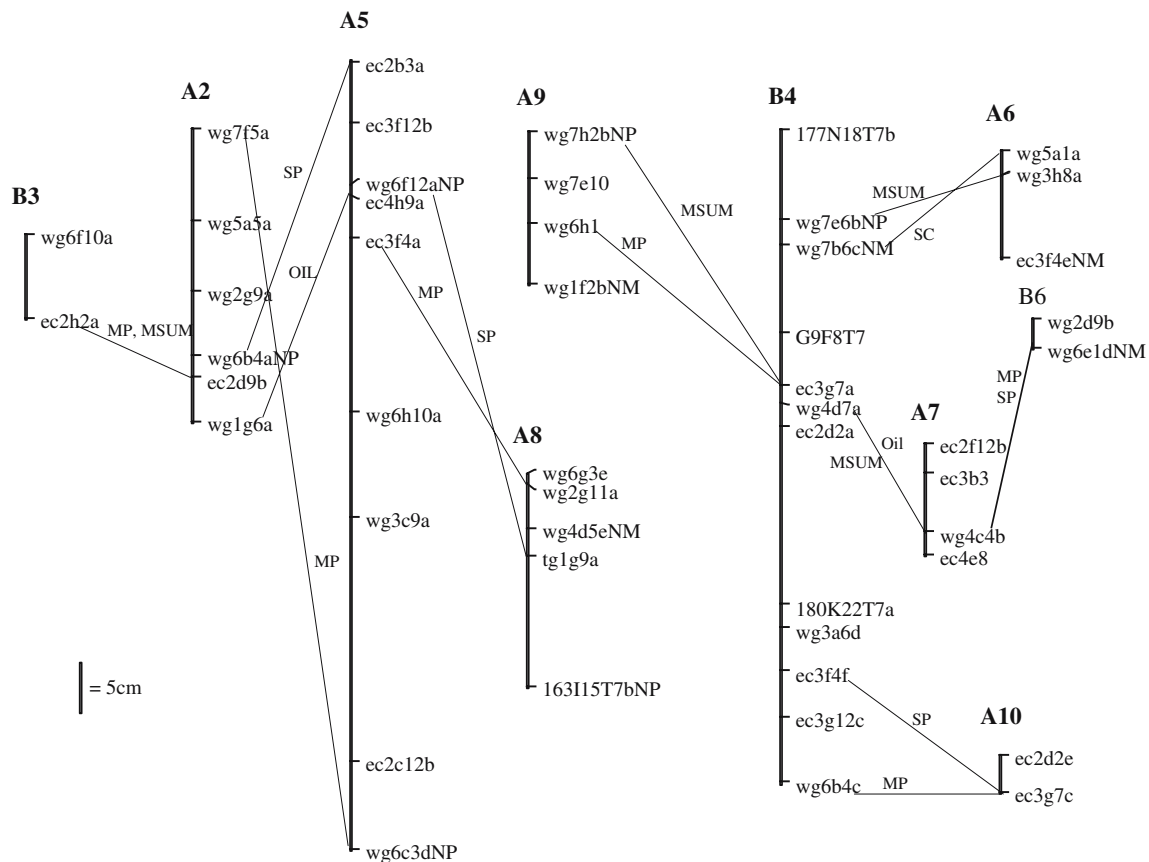 B3
wg6f10a
ec2h2a
MP, MSUM
A2
wg7f5a
wg5a5a
wg2g9a
wg6b4aNP
ec2d9b
wg1g6a
SP
OIL
MP
A5
ec2b3a
ec3f12b
wg6f12aNP
ec4h9a
ec3f4a
wg6h10a
wg3c9a
ec2c12b
wg6c3dNP
MP
SP
A9
wg7h2bNP
wg7e10
wg6h1
wg1f2bNM
MSUM
MP
A8
wg6g3e
wg2g11a
wg4d5eNM
tg1g9a
163I15T7bNP
B4
177N18T7b
wg7e6bNP
wg7b6cNM
G9F8T7
ec3g7a
wg4d7a
ec2d2a
180K22T7a
wg3a6d
ec3f4f
ec3g12c
wg6b4c
MSUM
SC
Oil
MSUM
SP
MP
A6
wg5a1a
wg3h8a
ec3f4eNM
B6
wg2d9b
wg6e1dNM
MP
SP
A7
ec2f12b
ec3b3
wg4c4b
ec4e8
A10
ec2d2e
ec3g7c
= 5cm